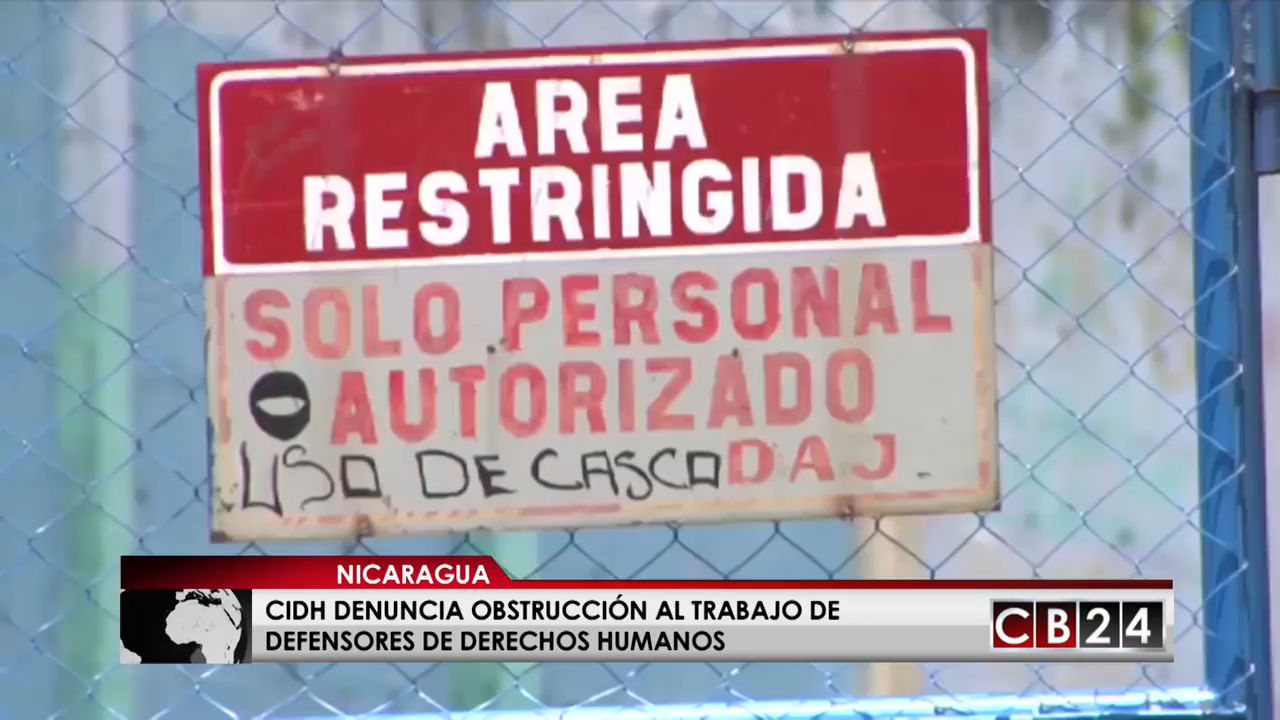 AREA
RESTRINGIDA
SOLO PERSONAL
AUTORIZADO
USO DE CASCO DAJ
NICARAGUA
CIDH DENUNCIA OBSTRUCCIÓN AL TRABAJO DE
DEFENSORES DE DERECHOS HUMANOS
CB24